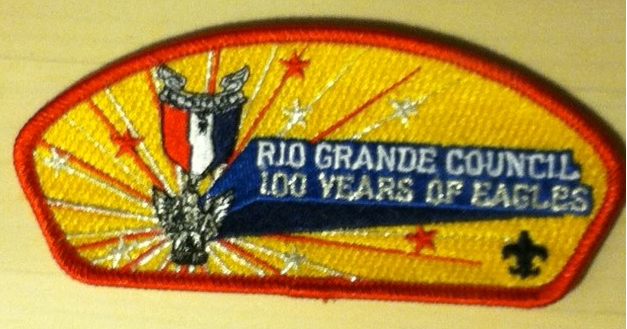 RIO GRANDE COUNCIL
100 YEARS OF EAGLES